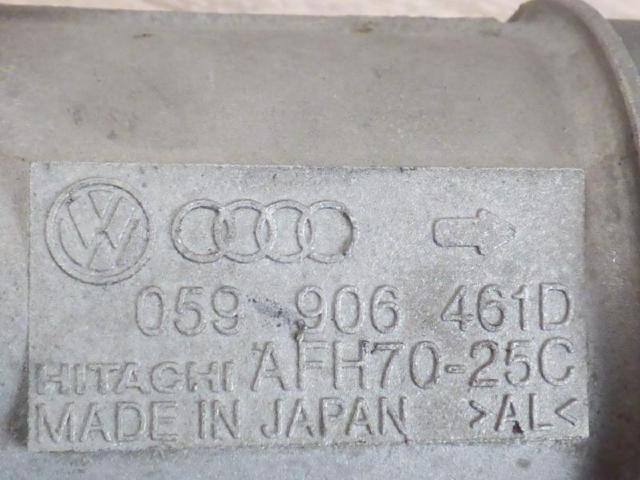 059 906 461D
HITACHI AFH70-25C
MADE IN JAPAN >AL<